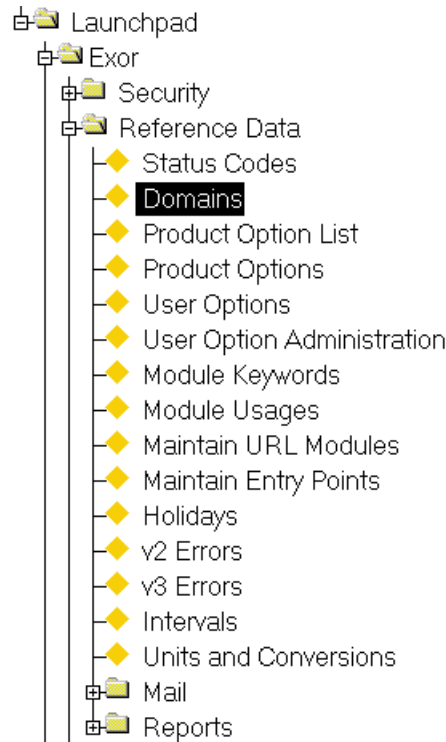 Launchpad
Exor
Security
Reference Data
Status Codes
Domains
Product Option List
Product Options
User Options
User Option Administration
Module Keywords
Module Usages
Maintain URL Modules
Maintain Entry Points
Holidays
v2 Errors
v3 Errors
Intervals
Units and Conversions
Mail
Reports